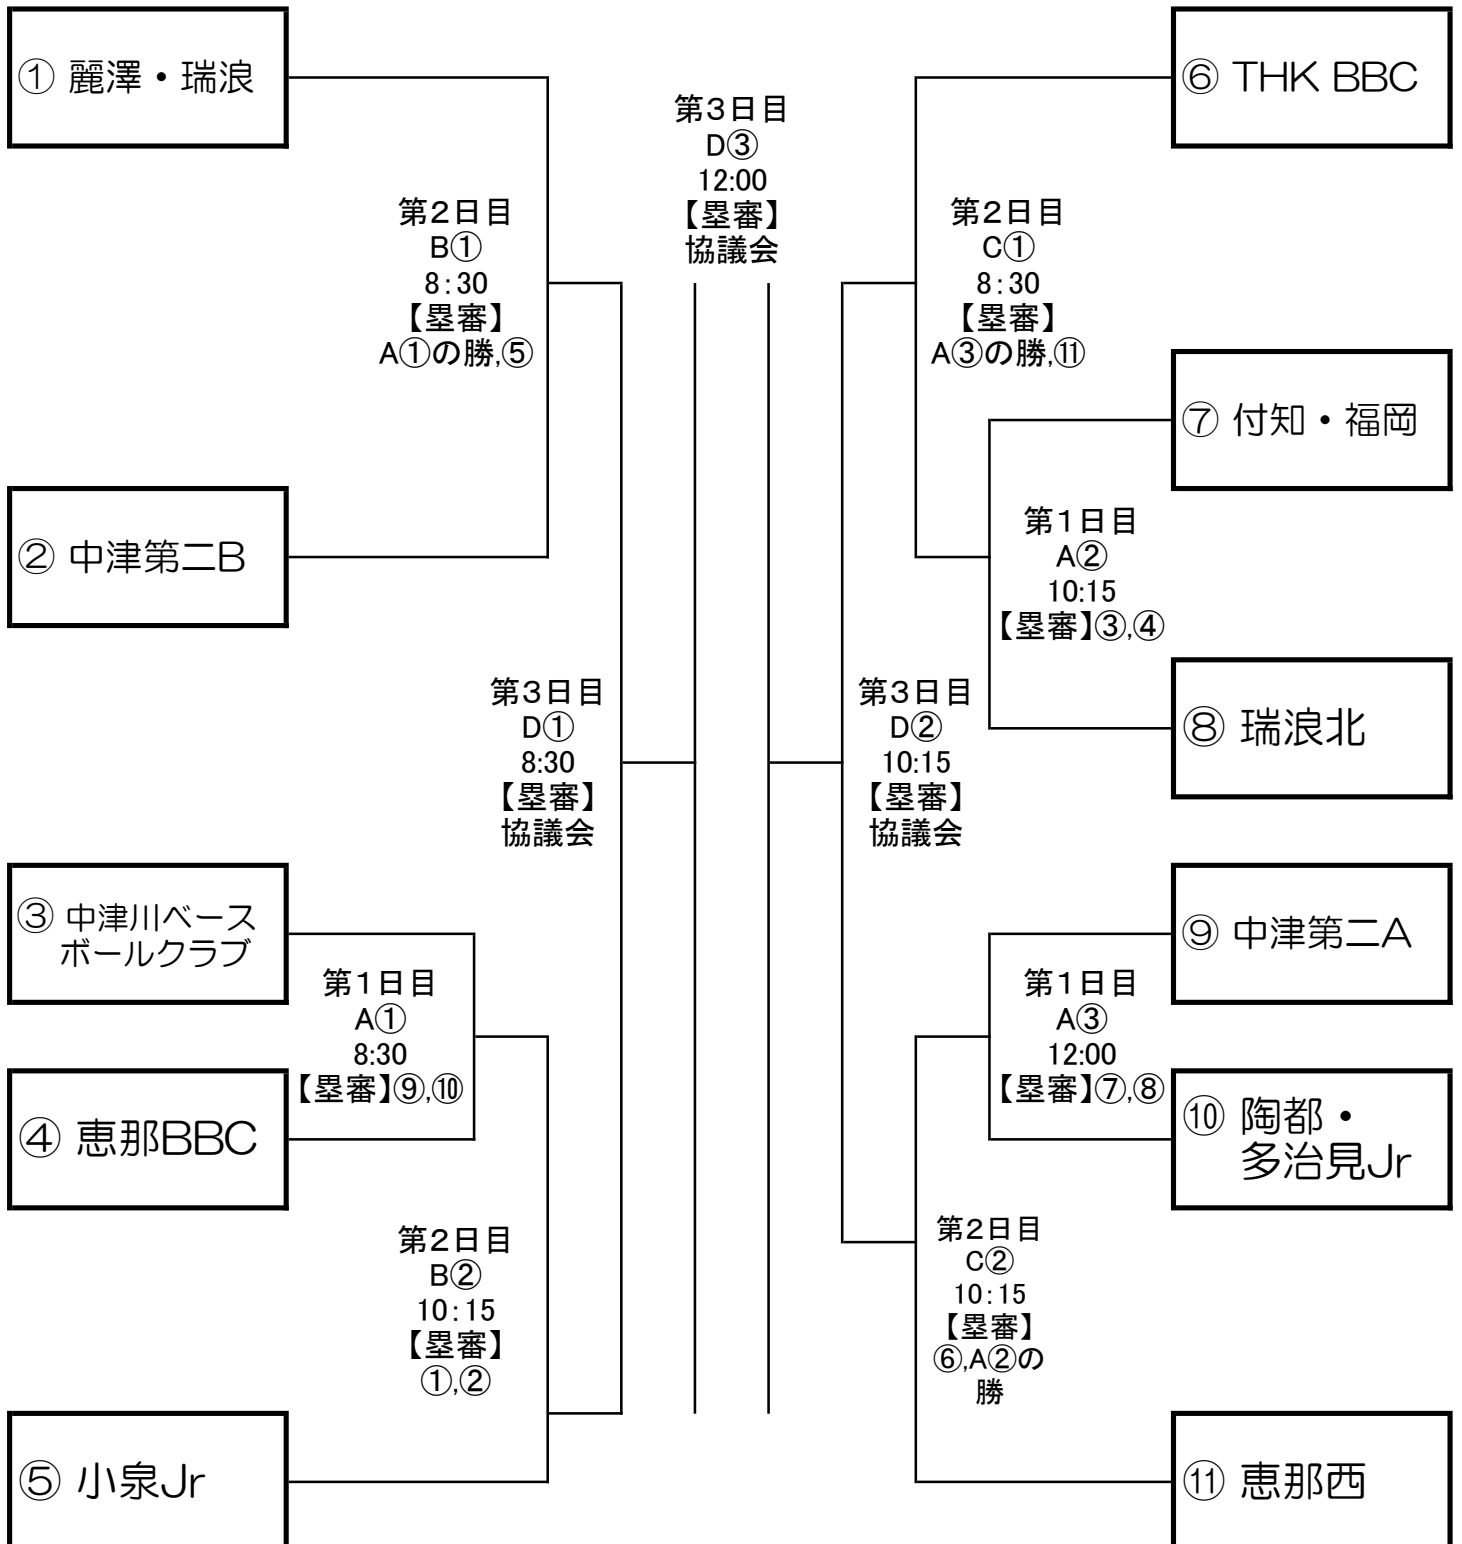 ① 麗澤・瑞浪
⑥ THK BBC
第3日目
D③
12:00
【塁審】
協議会
第2日目
B①
8:30
【塁審】
A①の勝,⑤
第2日目
C①
8:30
【塁審】
A③の勝,⑪
⑦ 付知・福岡
② 中津第二B
第1日目
A②
10:15
【塁審】③,④
⑧ 瑞浪北
第3日目
D①
8:30
【塁審】
協議会
第3日目
D②
10:15
【塁審】
協議会
③ 中津川ベース
ボールクラブ
⑨ 中津第二A
第1日目
A①
8:30
【塁審】⑨,⑩
第1日目
A③
12:00
【塁審】⑦,⑧
④ 恵那BBC
⑩ 陶都・
多治見Jr
第2日目
B②
10:15
【塁審】
①,②
第2日目
C②
10:15
【塁審】
⑥,A②の
勝
⑤ 小泉Jr
⑪ 恵那西